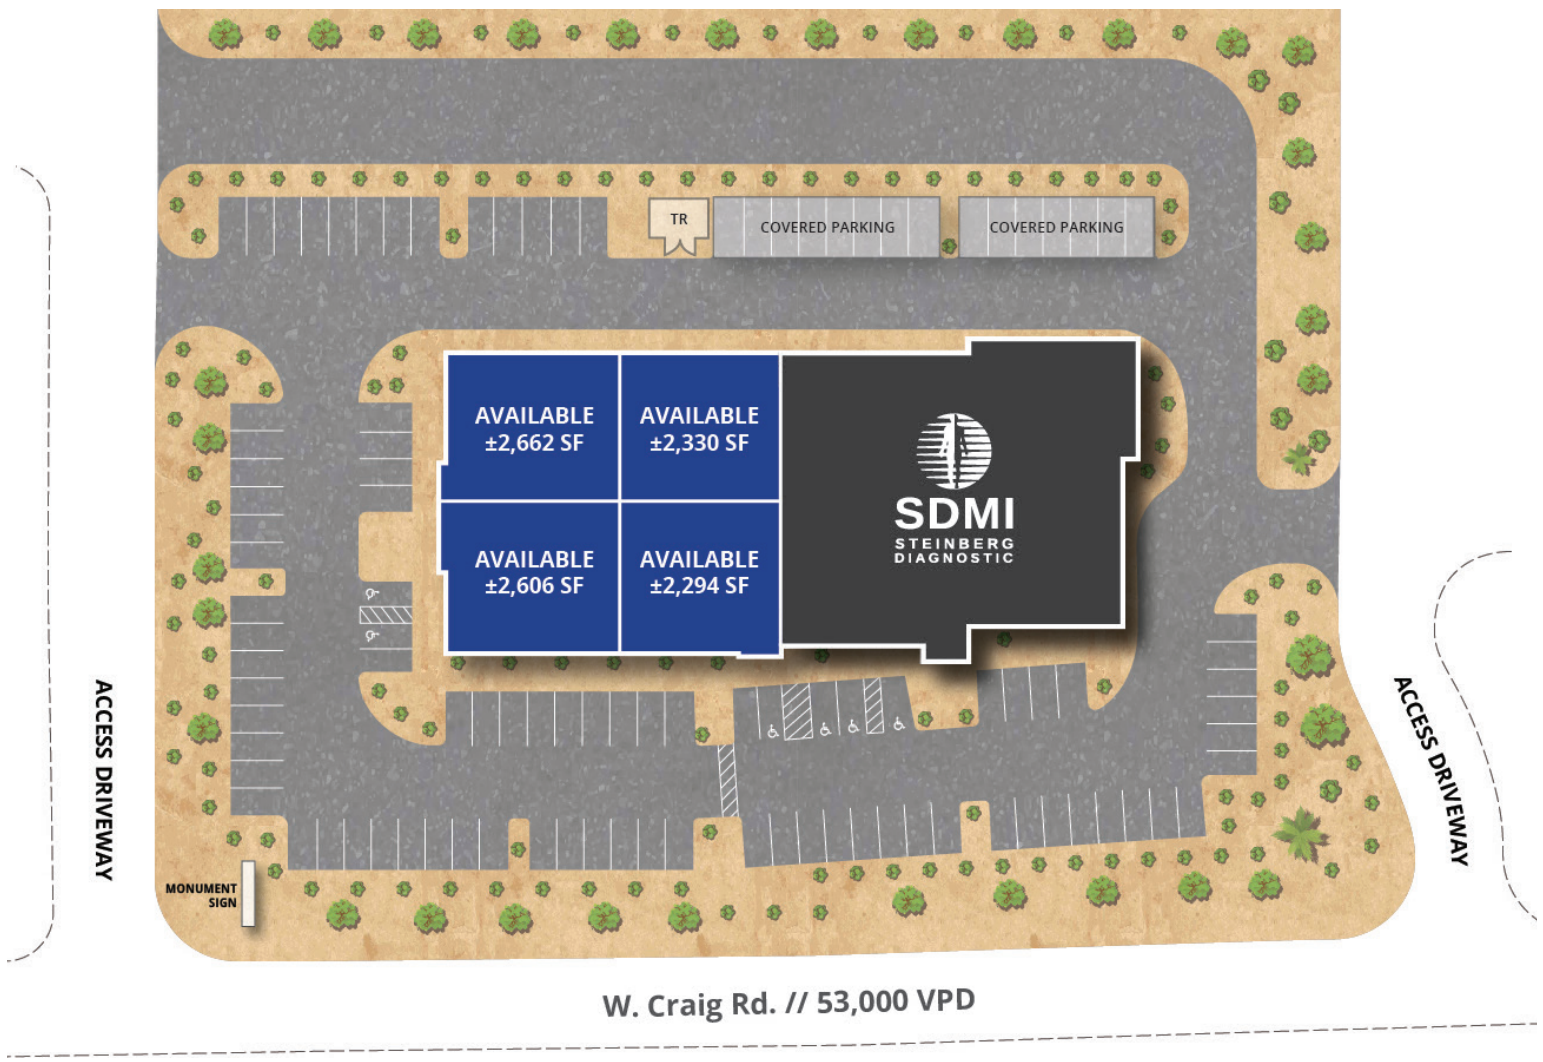 TR
COVERED PARKING
COVERED PARKING
AVAILABLE
±2,662 SF
AVAILABLE
±2,330 SF
AVAILABLE
±2,606 SF
AVAILABLE
±2,294 SF
SDMI
STEINBERG
DIAGNOSTIC
ACCESS DRIVEWAY
ACCESS DRIVEWAY
MONUMENT
SIGN
W. Craig Rd. // 53,000 VPD